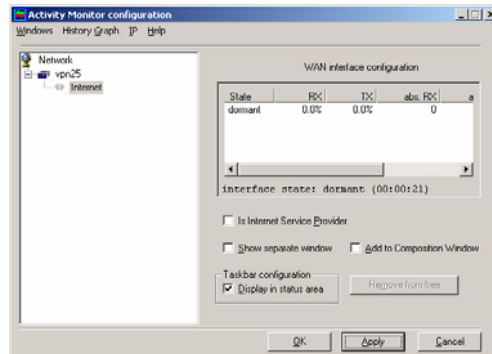 Activity Monitor configuration
Windows History Graph IP Help
Network
vpn25
Internet
WAN interface configuration
State RX TX abs. RX a
dormant 0.0% 0.0% 0
interface state: dormant (00:00:21)
Is Internet Service Provider
Show separate window Add to Composition Window
Taskbar configuration
Display in status area Remove from tree
OK Apply Cancel